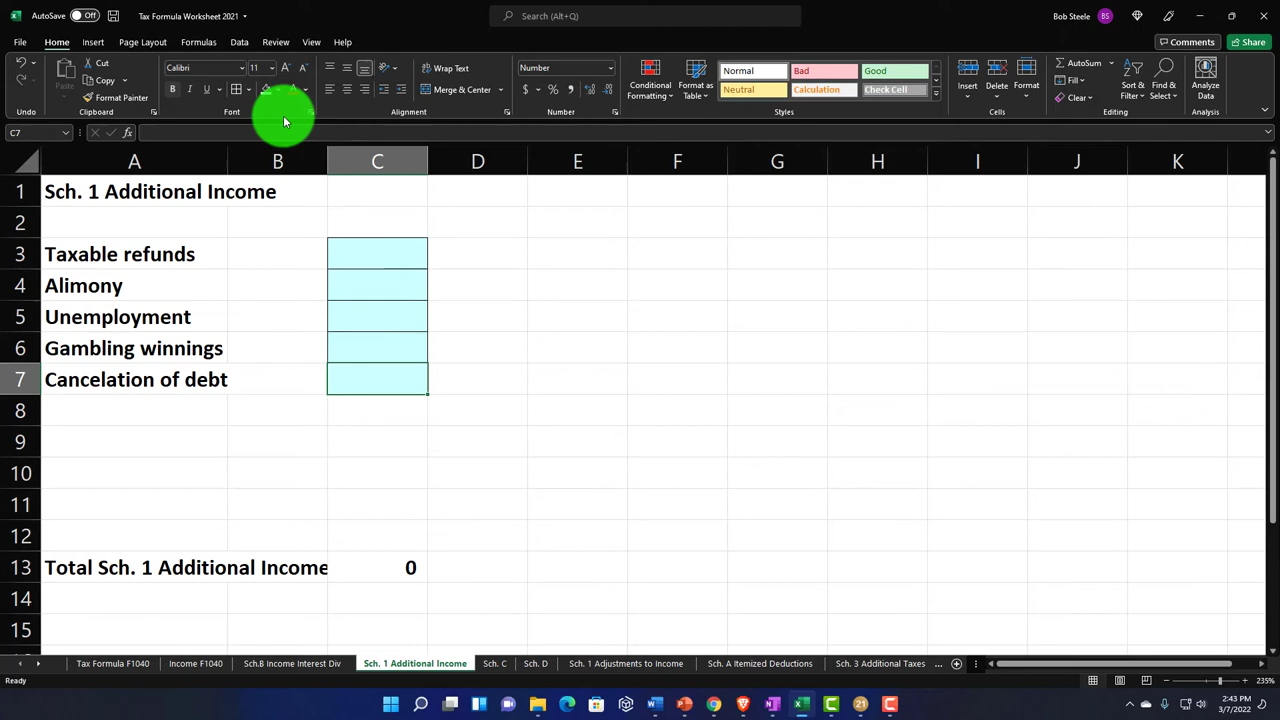 AutoSave Off Tax Formula Worksheet 2021 Search (Alt+Q) Bob Steele BS
File Home Insert Page Layout Formulas Data Review View Help Comments Share
Cut Calibri 11 Wrap Text Number Normal Bad Good AutoSum
Copy Fill
Paste Format Painter Merge & Center Conditional Formatting Format as Table Neutral Calculation Check Cell Insert Delete Format Clear Sort & Filter Find & Select Analyze Data
Undo Clipboard Font Alignment Number Styles Cells Editing Analysis
C7 fx
A B C D E F G H I J K
1 Sch. 1 Additional Income
2
3 Taxable refunds
4 Alimony
5 Unemployment
6 Gambling winnings
7 Cancelation of debt
8
9
10
11
12
13 Total Sch. 1 Additional Income 0
14
15
Tax Formula F1040 Income F1040 Sch.B Income Interest Div Sch. 1 Additional Income Sch. C Sch. D Sch. 1 Adjustments to Income Sch. A Itemized Deductions Sch. 3 Additional Taxes ...
Ready 235%
2:43 PM
3/7/2022